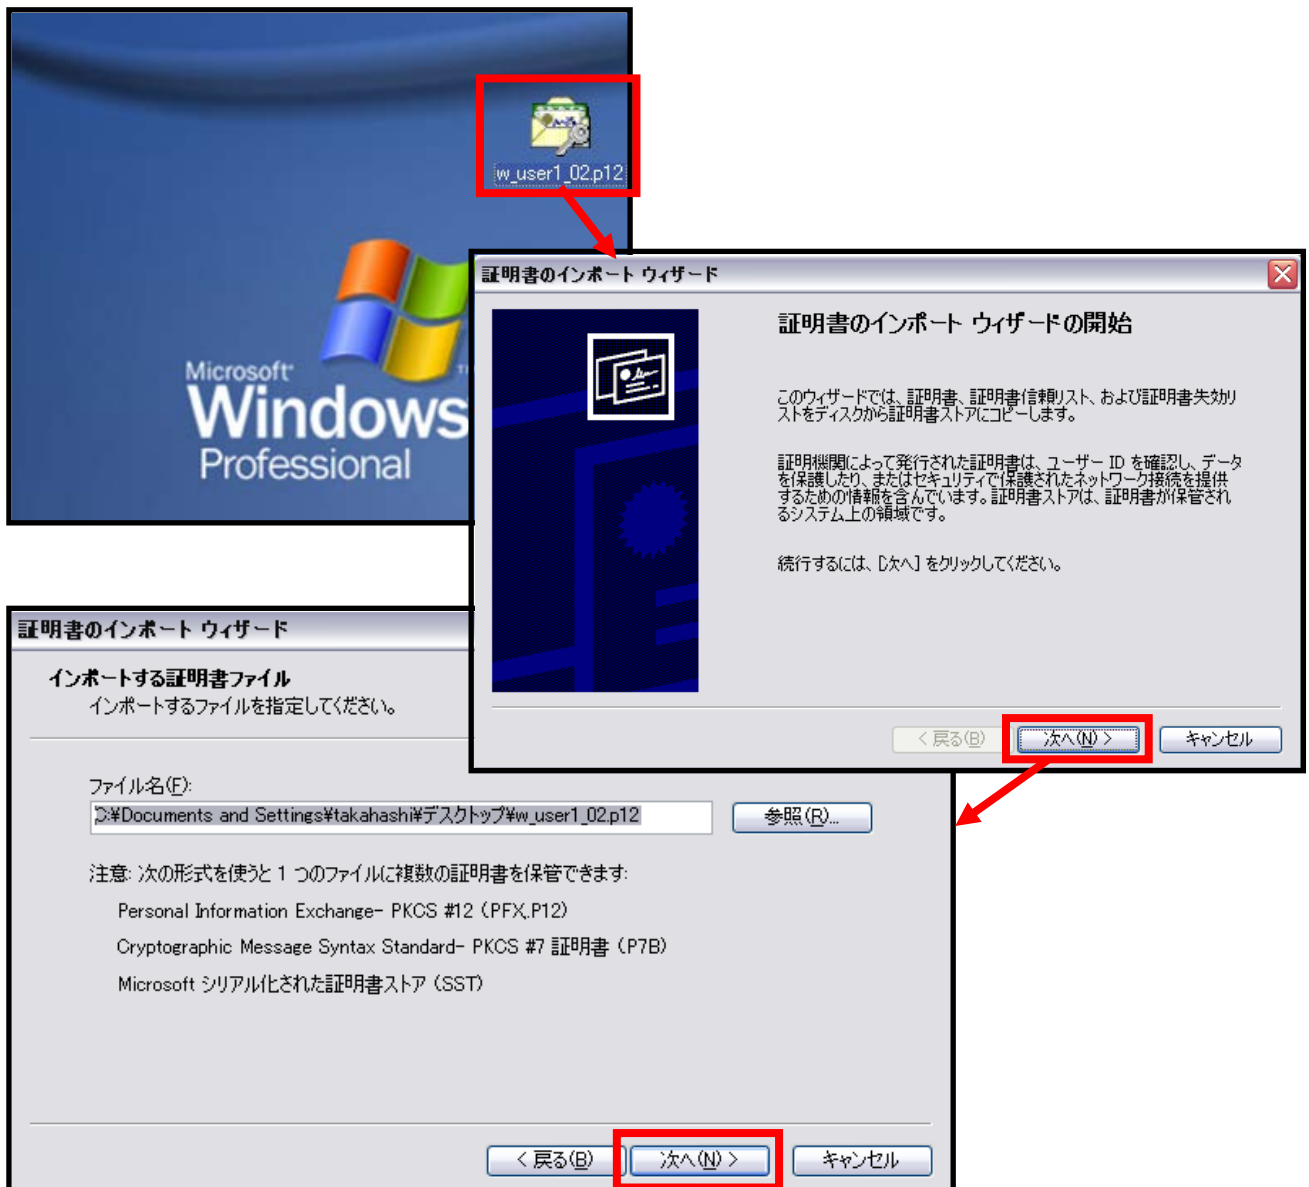 w_user1_02.p12
Microsoft
Windows
Professional
証明書のインポート ウィザード
証明書のインポート ウィザードの開始
このウィザードでは、証明書、証明書信頼リスト、および証明書失効リ
ストをディスクから証明書ストアにコピーします。
証明機関によって発行された証明書は、ユーザー ID を確認し、データ
を保護したり、またはセキュリティで保護されたネットワーク接続を提供
するための情報を含んでいます。証明書ストアは、証明書が保管され
るシステム上の領域です。
続行するには、[次へ] をクリックしてください。
< 戻る(B)
次へ(N) >
キャンセル
証明書のインポート ウィザード
インポートする証明書ファイル
インポートするファイルを指定してください。
ファイル名(F):
C:¥Documents and Settings¥takahashi¥デスクトップ¥w_user1_02.p12
参照(R)...
注意: 次の形式を使うと 1 つのファイルに複数の証明書を保管できます:
Personal Information Exchange- PKCS #12 (PFX,P12)
Cryptographic Message Syntax Standard- PKCS #7 証明書 (P7B)
Microsoft シリアル化された証明書ストア (SST)
< 戻る(B)
次へ(N) >
キャンセル